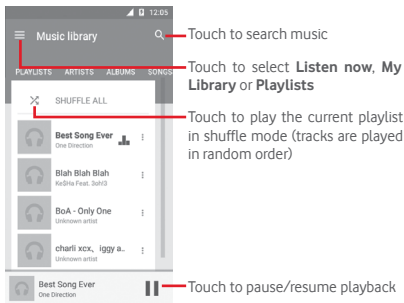 12:05
Music library
Touch to search music
Touch to select Listen now, My
Library or Playlists
PLAYLISTS ARTISTS ALBUMS SONGS
SHUFFLE ALL
Touch to play the current playlist
in shuffle mode (tracks are played
in random order)
Best Song Ever
One Direction
Blah Blah Blah
Ke$Ha Feat. 3oh!3
BoA - Only One
Unknown artist
charli xcx、 iggy a..
Unknown artist
Best Song Ever
One Direction
Touch to pause/resume playback